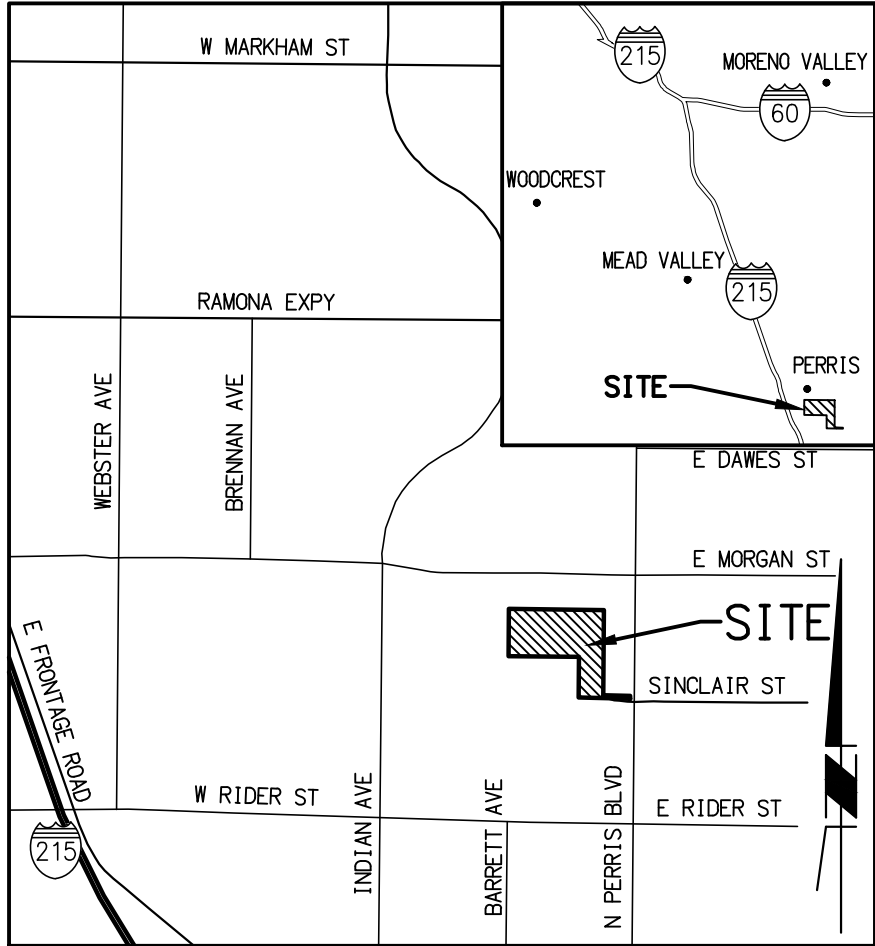 W MARKHAM ST
215
MORENO VALLEY
60
WOODCREST
MEAD VALLEY
215
RAMONA EXPY
PERRIS
SITE
WEBSTER AVE
BRENNAN AVE
E DAWES ST
E MORGAN ST
SITE
E FRONTAGE ROAD
SINCLAIR ST
W RIDER ST
INDIAN AVE
BARRETT AVE
N PERRIS BLVD
E RIDER ST
215
N